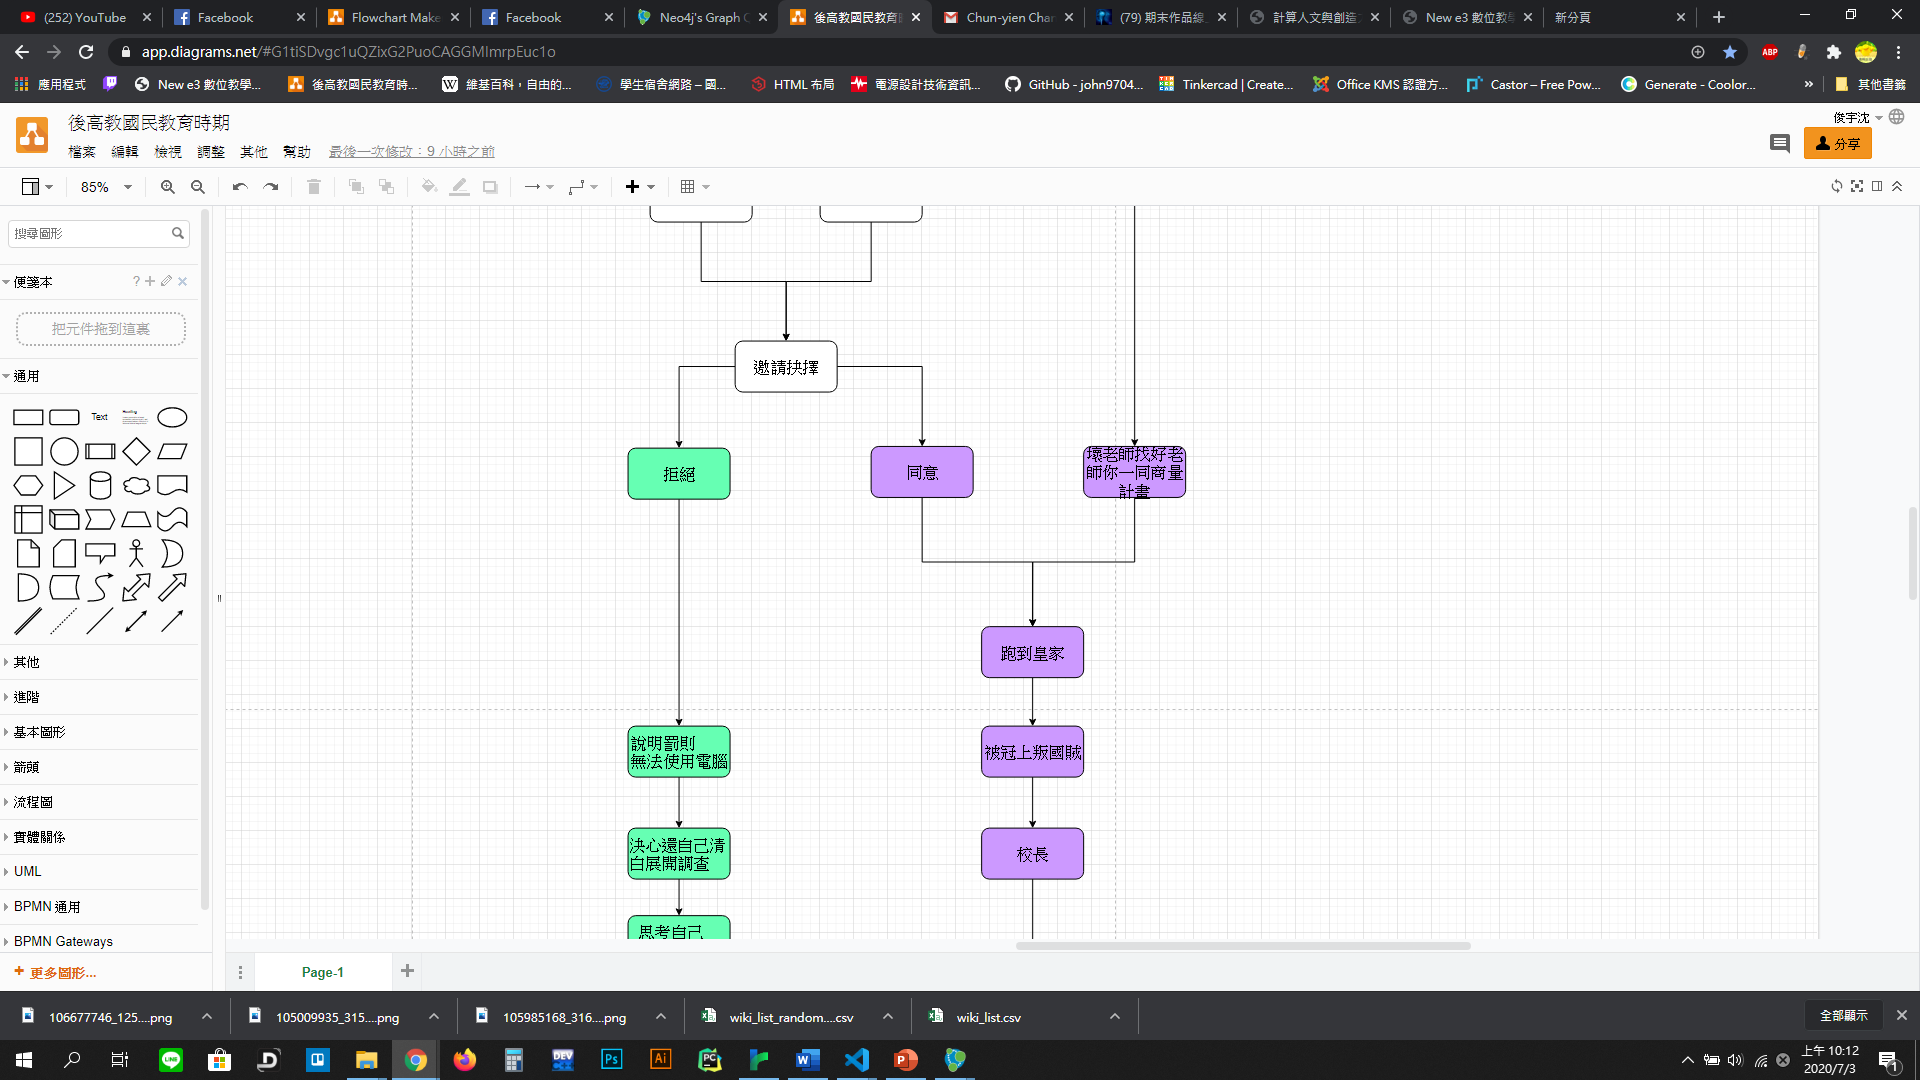 (252) YouTube
Facebook
Flowchart Make
Facebook
Neo4j's Graph
後高教國民教育
Chun-yien Char
(79) 期末作品線
計算人文與創造
New e3 數位教
新分頁
app.diagrams.net/#G1tiSDvgc1uQZixG2PuoCAGGMImrpEuc1o
ABP
應用程式
New e3 數位教學...
後高教國民教育時...
維基百科，自由的...
學生宿舍網路 – 國...
HTML 布局
電源設計技術資訊...
GitHub - john9704...
Tinkercad | Create...
Office KMS 認證方...
Castor – Free Pow...
Generate - Coolor...
»
其他書籤
後高教國民教育時期
俊宇沈
檔案 編輯 檢視 調整 其他 幫助 最後一次修改：9 小時之前
分享
85%
搜尋圖形
便箋本
?
把元件拖到這裏
通用
Text
Heading
其他
進階
基本圖形
箭頭
流程圖
實體關係
UML
BPMN 通用
BPMN Gateways
+ 更多圖形...
邀請抉擇
拒絕
同意
壞老師找好老
師你一同商量
計畫
跑到皇家
說明罰則
無法使用電腦
被冠上叛國賊
決心還自己清
白展開調查
校長
思考自己
Page-1
106677746_125....png
105009935_315....png
105985168_316....png
wiki_list_random....csv
wiki_list.csv
全部顯示
LINE
DEV
Ps
Ai
PC
W
P
上午 10:12
2020/7/3
1